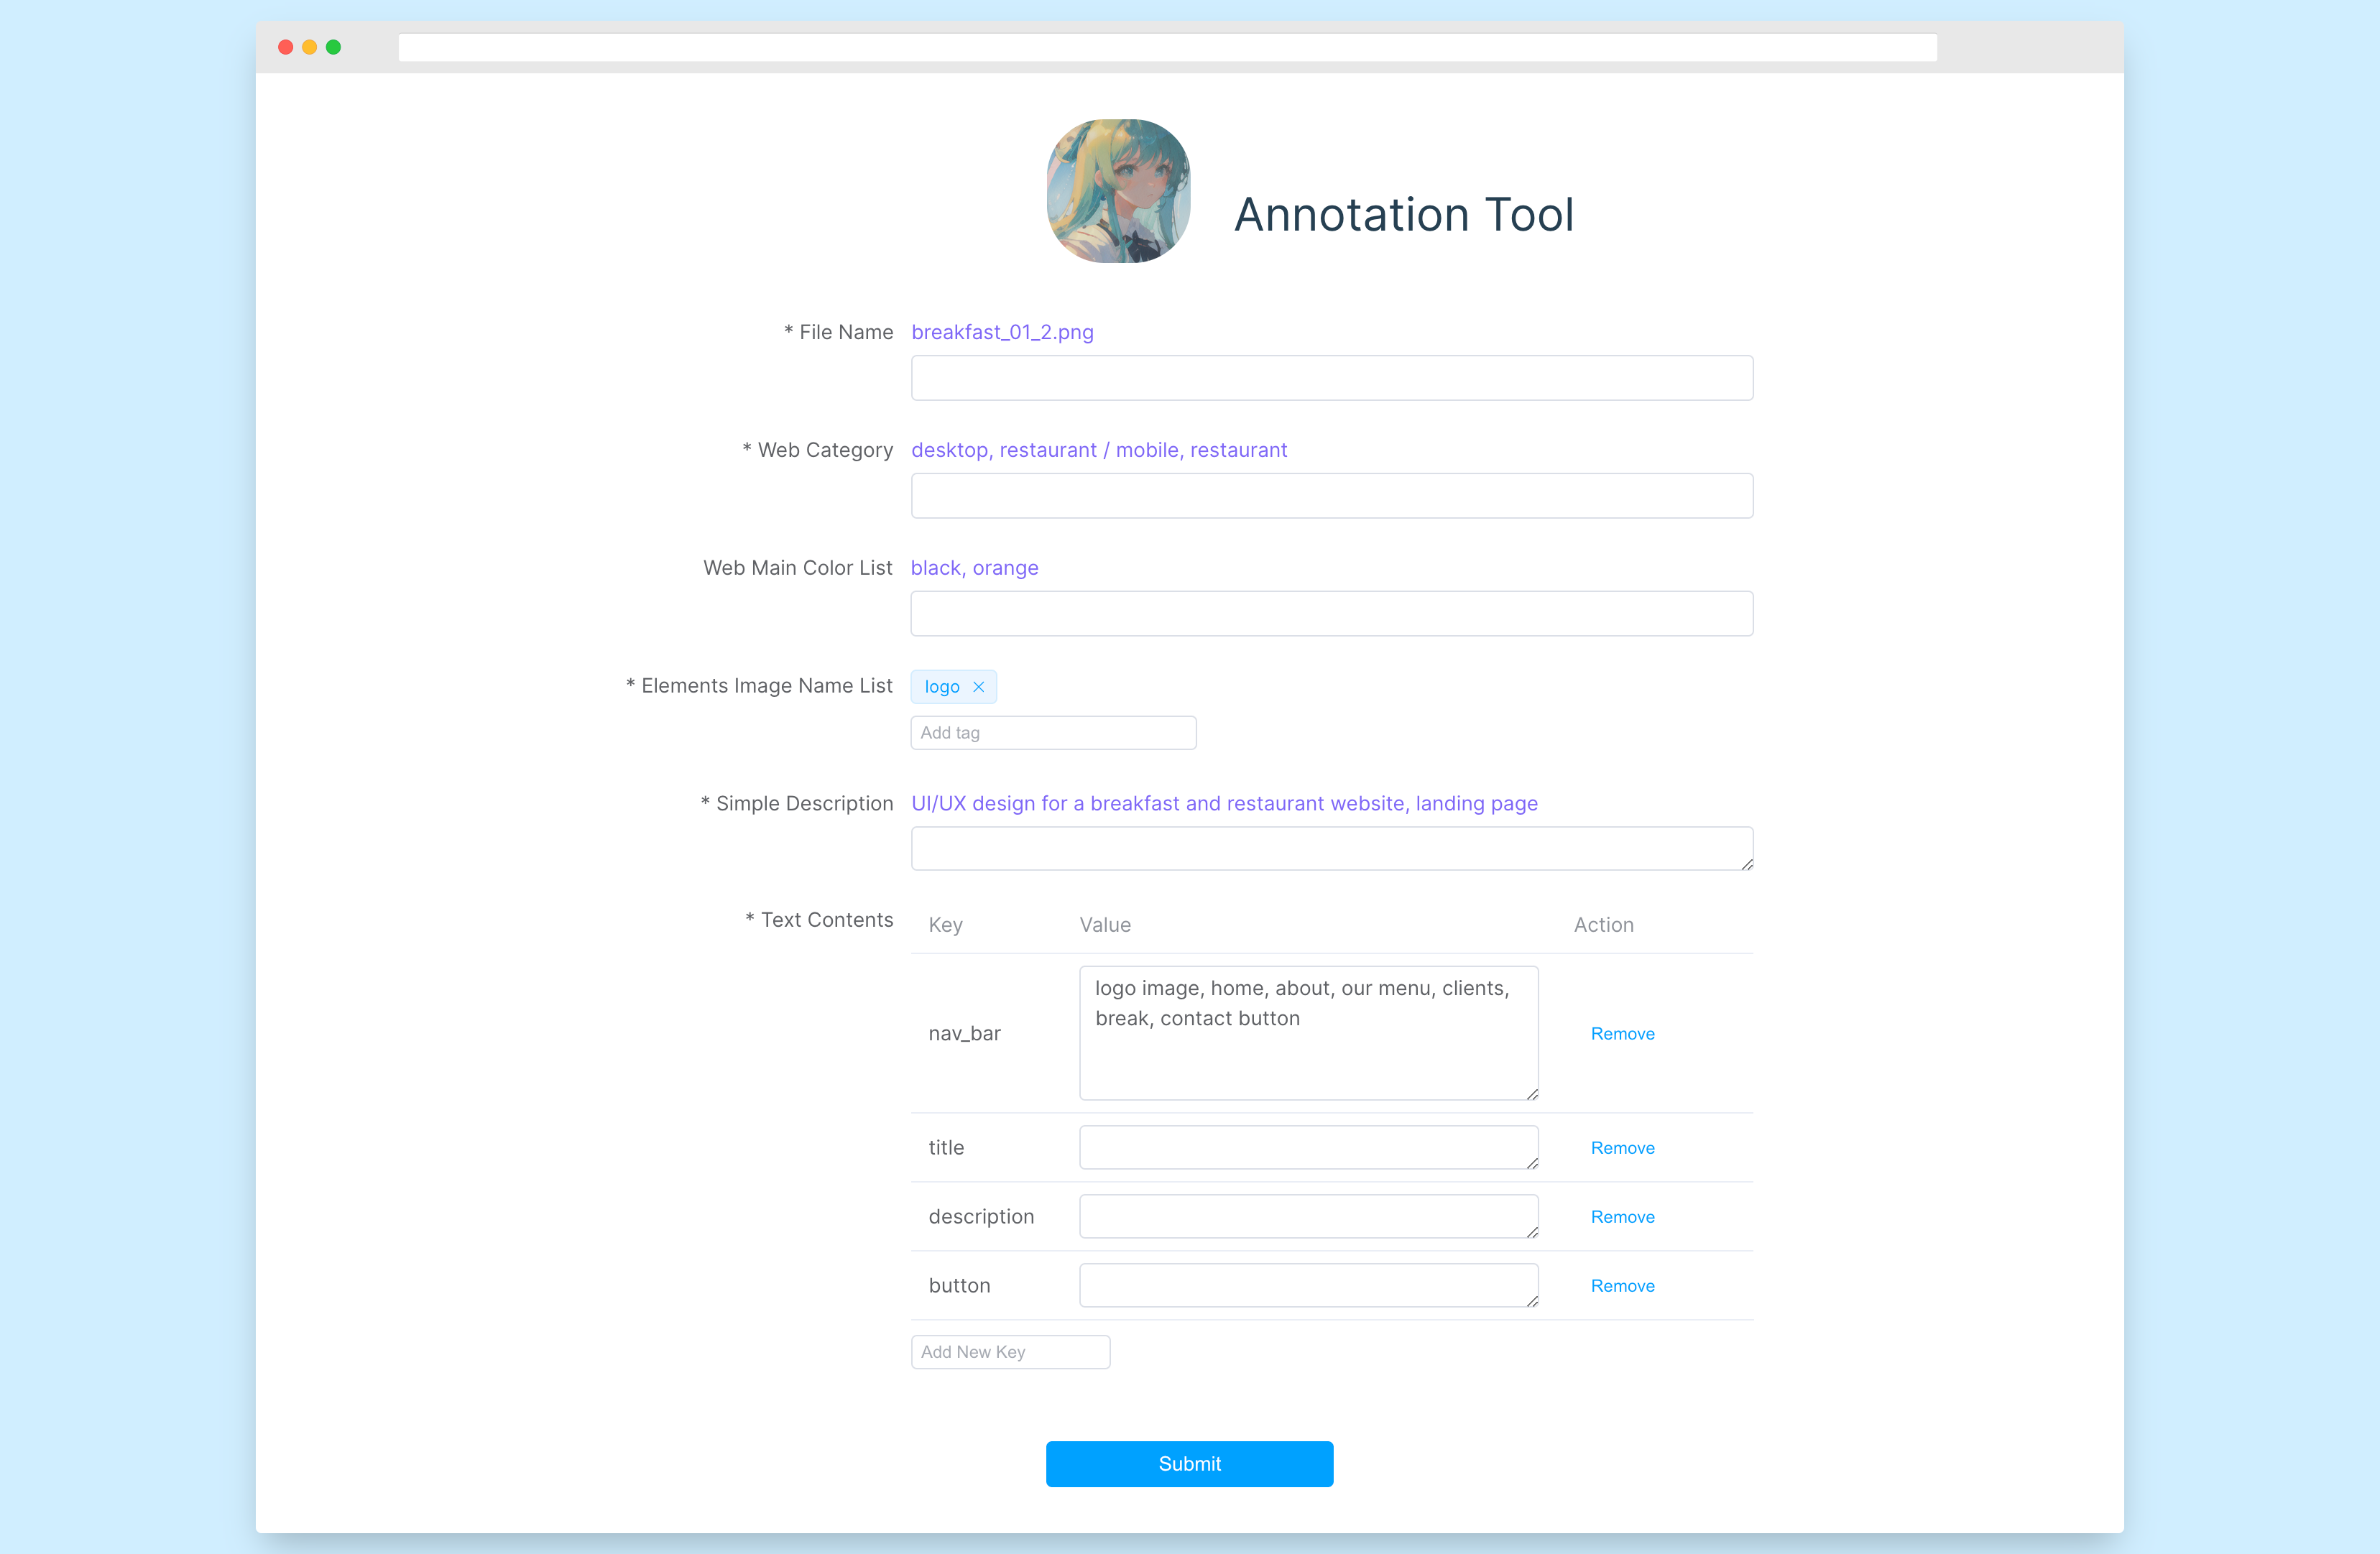 Annotation Tool
* File Name breakfast_01_2.png
* Web Category desktop, restaurant / mobile, restaurant
Web Main Color List black, orange
* Elements Image Name List logo
Add tag
* Simple Description UI/UX design for a breakfast and restaurant website, landing page
* Text Contents Key Value Action
logo image, home, about, our menu, clients,
break, contact button
nav_bar Remove
title Remove
description Remove
button Remove
Add New Key
Submit